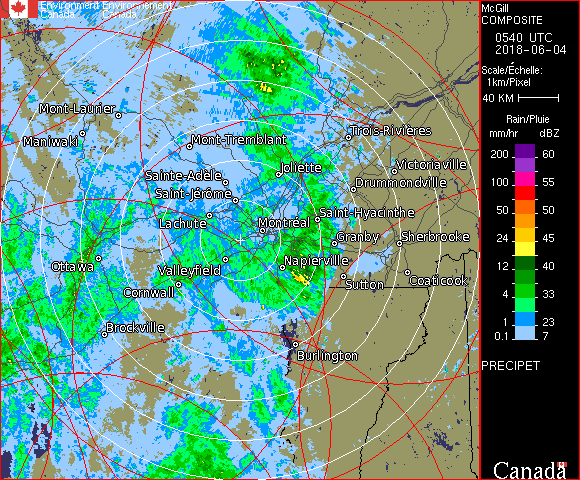 Environment Environnement
Canada Canada
McGill
COMPOSITE
0540 UTC
2018-06-04
Scale/Échelle:
1km/Pixel
40 KM
Rain/Pluie
mm/hr dBZ
200 60
100 55
50 50
24 45
12 40
4 33
1 23
0.1 7
PRECIPET
Canada
Mont-Laurier
Maniwaki
Mont-Tremblant
Trois-Rivières
Joliette
Victoriaville
Sainte-Adèle
Drummondville
Saint-Jérôme
Saint-Hyacinthe
Lachute
Montréal
Granby
Sherbrooke
Ottawa
Valleyfield
Napierville
Sutton
Coaticook
Cornwall
Brockville
Burlington